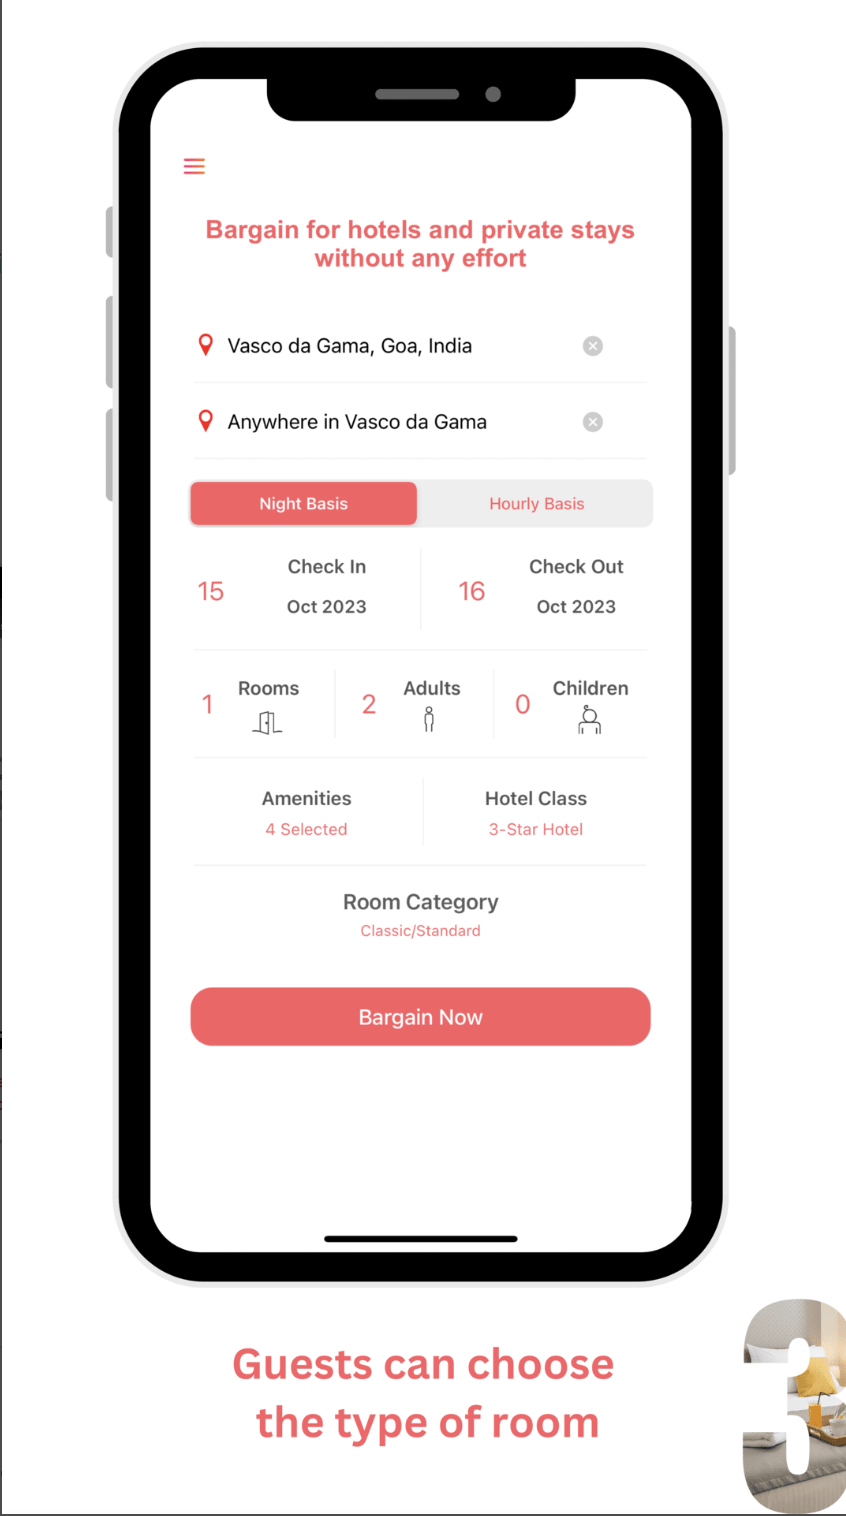 Bargain for hotels and private stays
without any effort
Vasco da Gama, Goa, India
Anywhere in Vasco da Gama
Night Basis
Hourly Basis
15
Check In
Oct 2023
16
Check Out
Oct 2023
1
Rooms
2
Adults
0
Children
Amenities
4 Selected
Hotel Class
3-Star Hotel
Room Category
Classic/Standard
Bargain Now
Guests can choose
the type of room
3